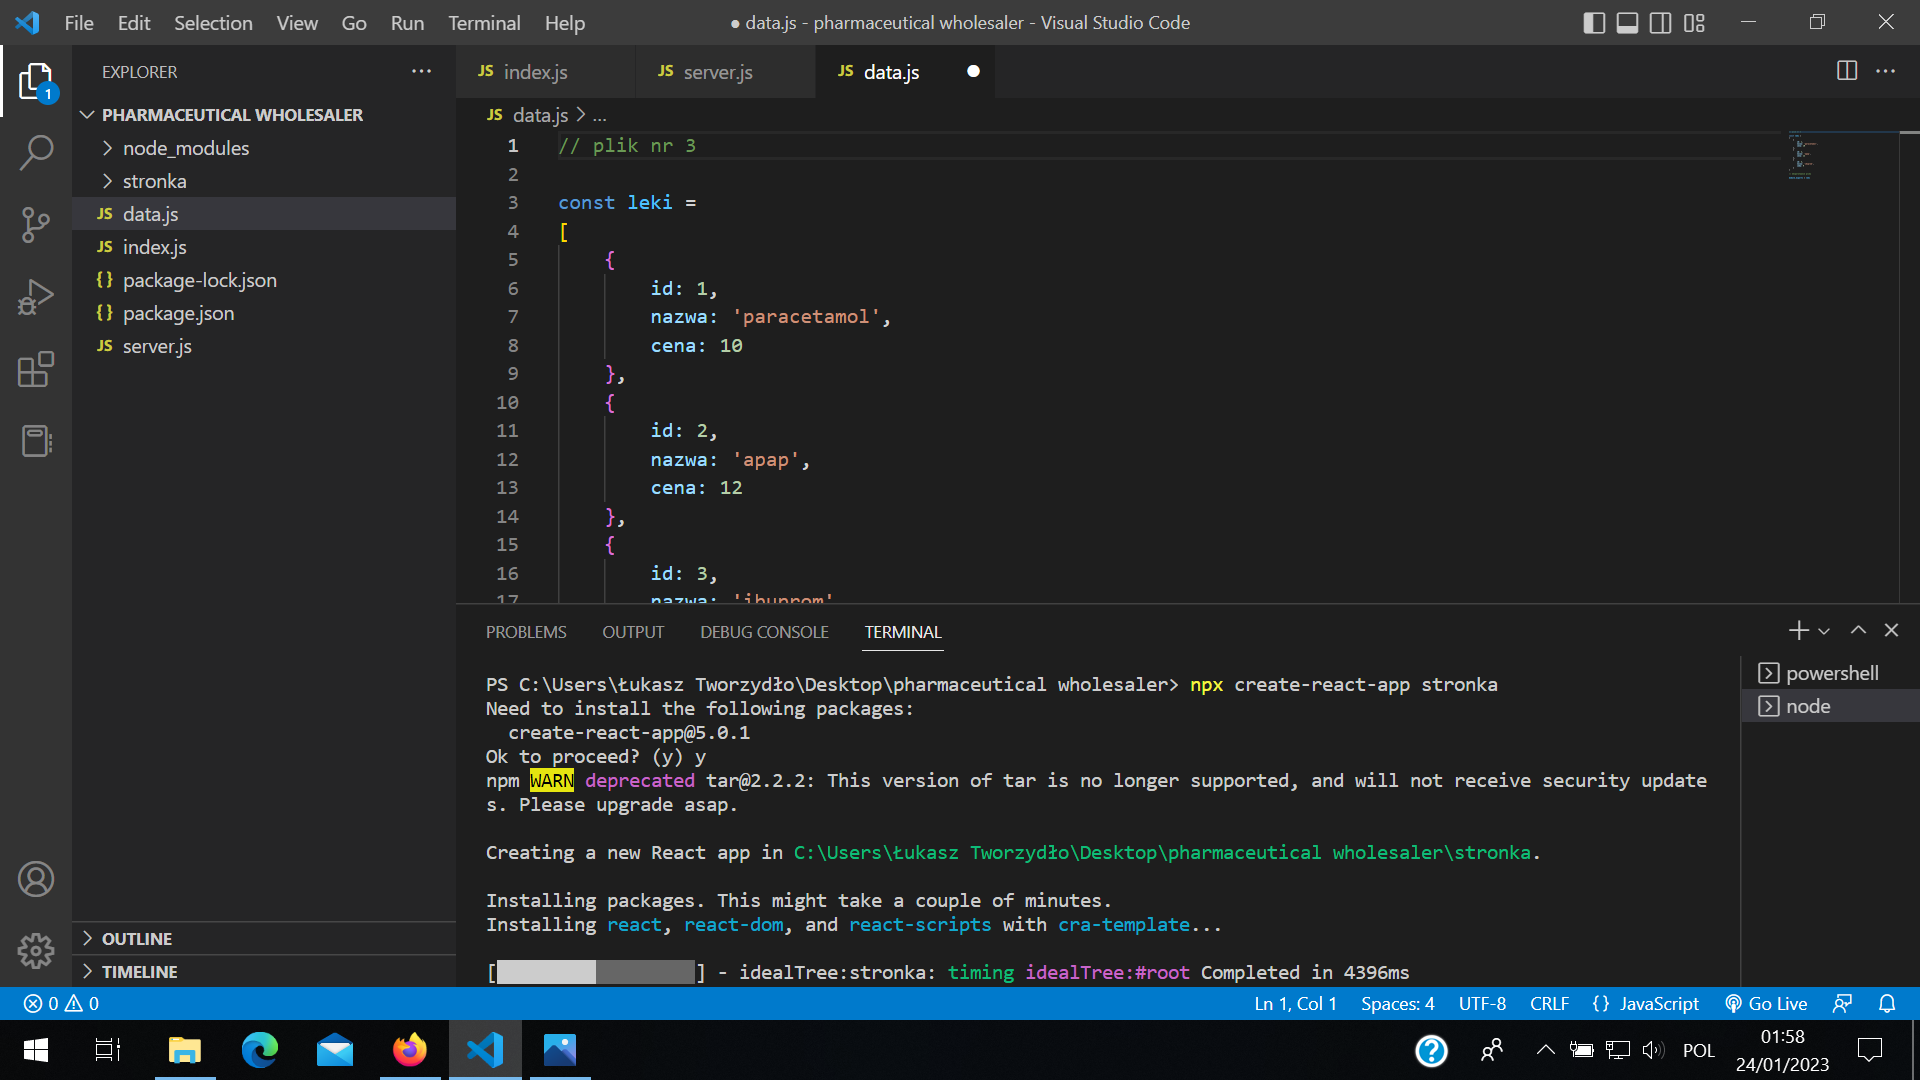 File Edit Selection View Go Run Terminal Help
● data.js - pharmaceutical wholesaler - Visual Studio Code
EXPLORER
1
PHARMACEUTICAL WHOLESALER
node_modules
stronka
JS data.js
JS index.js
{} package-lock.json
{} package.json
JS server.js
OUTLINE
TIMELINE
JS index.js
JS server.js
JS data.js
JS data.js > ...
1 // plik nr 3
2
3 const leki =
4 [
5 {
6 id: 1,
7 nazwa: 'paracetamol',
8 cena: 10
9 },
10 {
11 id: 2,
12 nazwa: 'apap',
13 cena: 12
14 },
15 {
16 id: 3,
17 nazwa: 'ibuprom'
PROBLEMS OUTPUT DEBUG CONSOLE TERMINAL
PS C:\Users\Łukasz Tworzydło\Desktop\pharmaceutical wholesaler> npx create-react-app stronka
Need to install the following packages:
create-react-app@5.0.1
Ok to proceed? (y) y
npm WARN deprecated tar@2.2.2: This version of tar is no longer supported, and will not receive security update
s. Please upgrade asap.
Creating a new React app in C:\Users\Łukasz Tworzydło\Desktop\pharmaceutical wholesaler\stronka.
Installing packages. This might take a couple of minutes.
Installing react, react-dom, and react-scripts with cra-template...
[ ] - idealTree:stronka: timing idealTree:#root Completed in 4396ms
powershell
node
0 0
Ln 1, Col 1 Spaces: 4 UTF-8 CRLF {} JavaScript Go Live
POL
01:58
24/01/2023